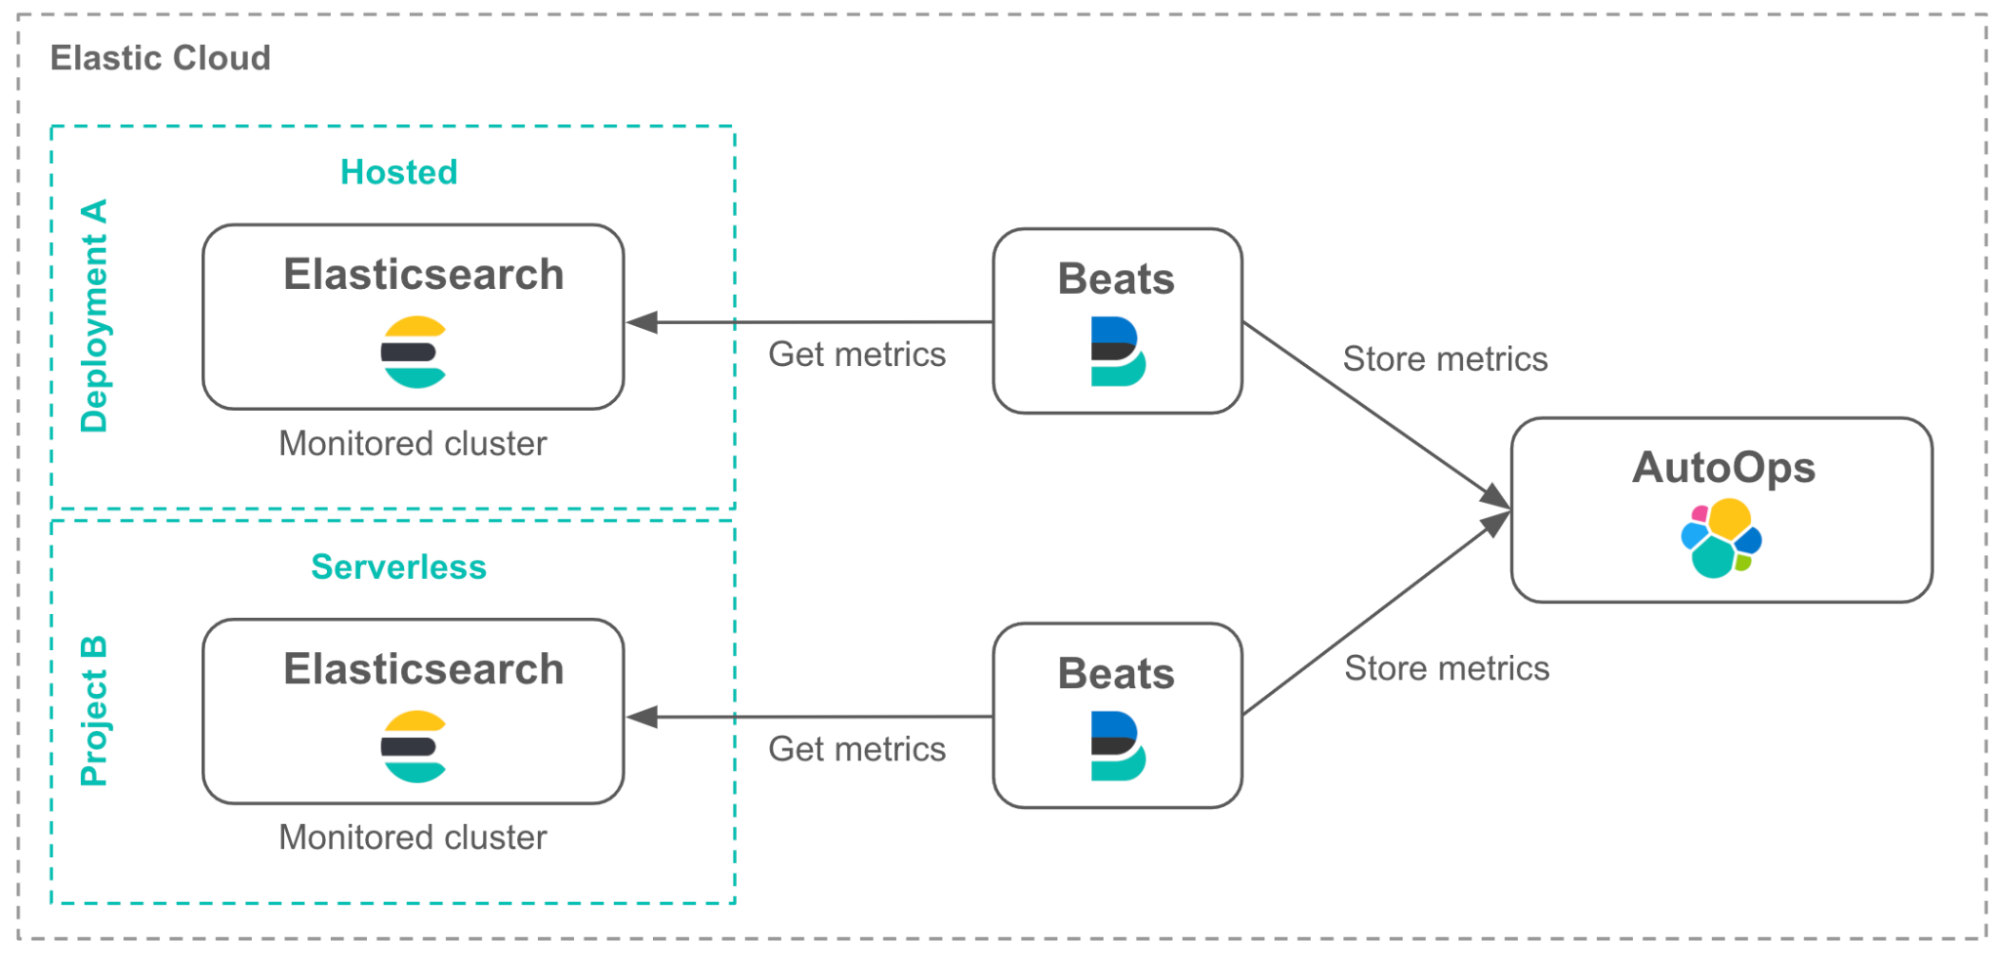 Elastic Cloud
Hosted
Deployment A
Elasticsearch
Monitored cluster
Get metrics
Beats
Store metrics
AutoOps
Serverless
Project B
Elasticsearch
Monitored cluster
Get metrics
Beats
Store metrics